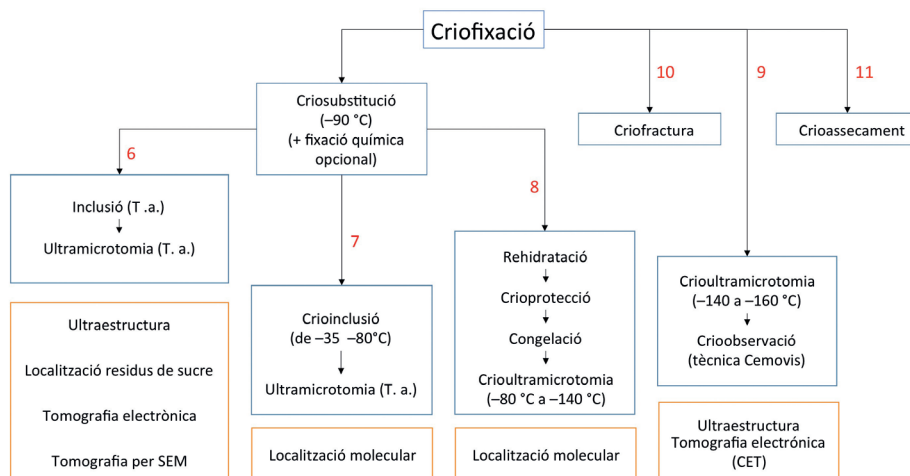 Criofixació
10
9
11
Criosubstitució
(–90 °C)
(+ fixació química
opcional)
Criofractura
Crioassecament
6
7
8
Inclusió (T .a.)
Ultramicrotomia (T. a.)
Rehidratació
Crioprotecció
Congelació
Crioultramicrotomia
(–80 °C a –140 °C)
Crioultramicrotomia
(–140 a –160 °C)
Crioobservació
(tècnica Cemovis)
Crioinclusió
(de –35  –80°C)
Ultramicrotomia (T. a.)
Ultraestructura
Localització residus de sucre
Tomografia electrònica
Tomografia per SEM
Localització molecular
Localització molecular
Ultraestructura
Tomografia electrónica
(CET)